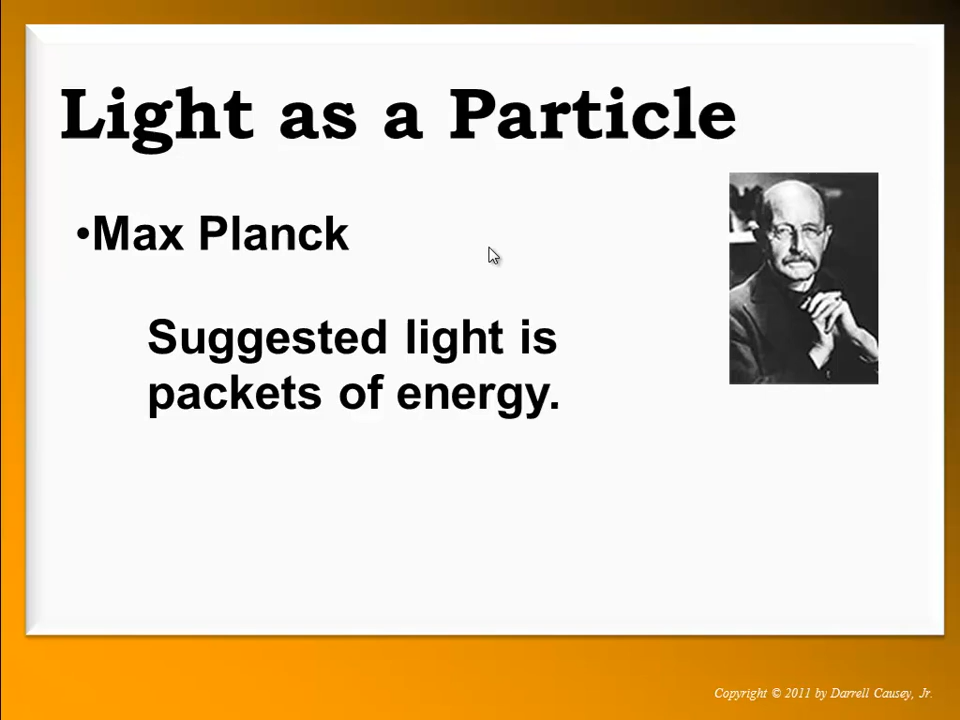 Light as a Particle
•Max Planck
Suggested light is
packets of energy.
Copyright © 2011 by Darrell Causey, Jr.